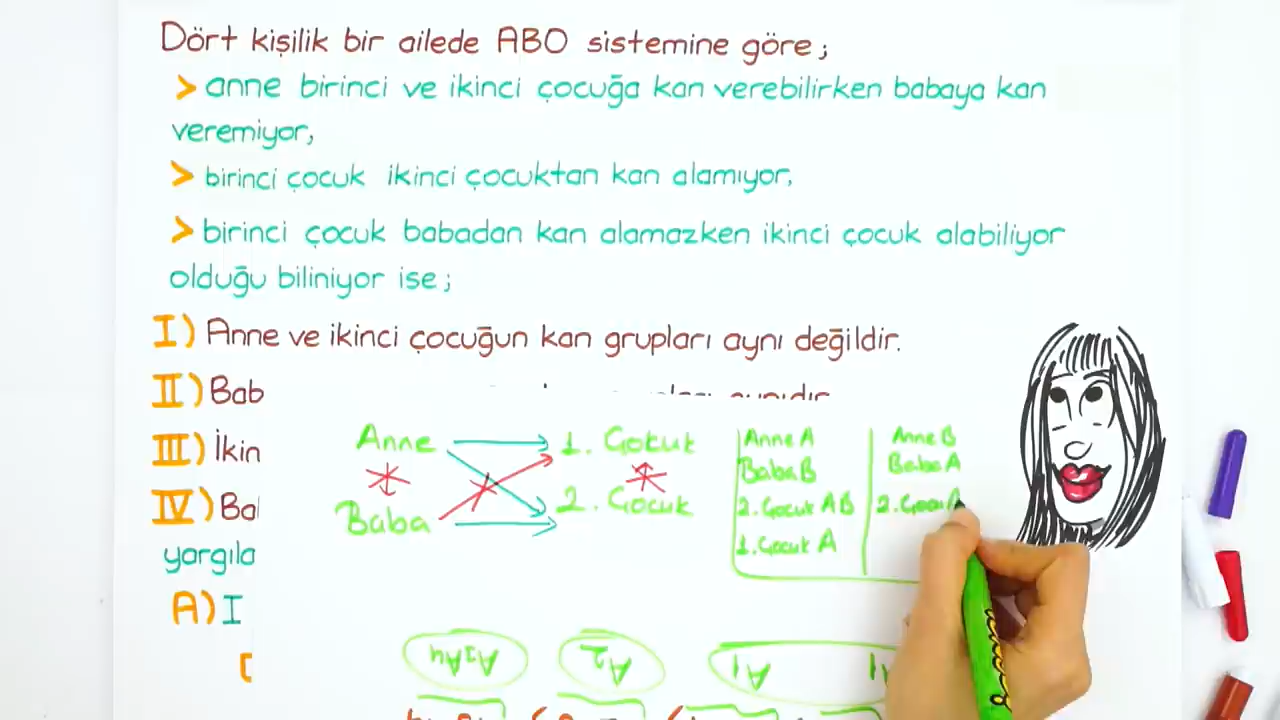 Dört kişilik bir ailede ABO sistemine göre;
> anne birinci ve ikinci çocuğa kan verebilirken babaya kan
veremiyor,
> birinci çocuk ikinci çocuktan kan alamıyor,
> birinci çocuk babadan kan alamazken ikinci çocuk alabiliyor
olduğu biliniyor ise;
I) Anne ve ikinci çocuğun kan grupları aynı değildir.
II) Bab
III) İkin
IV) Ba
yargıla
A) I
Anne
1. Çocuk
Baba
2. Çocuk
Anne A
Baba B
2. Çocuk AB
1. Çocuk A
Anne B
Baba A
2. Çocu